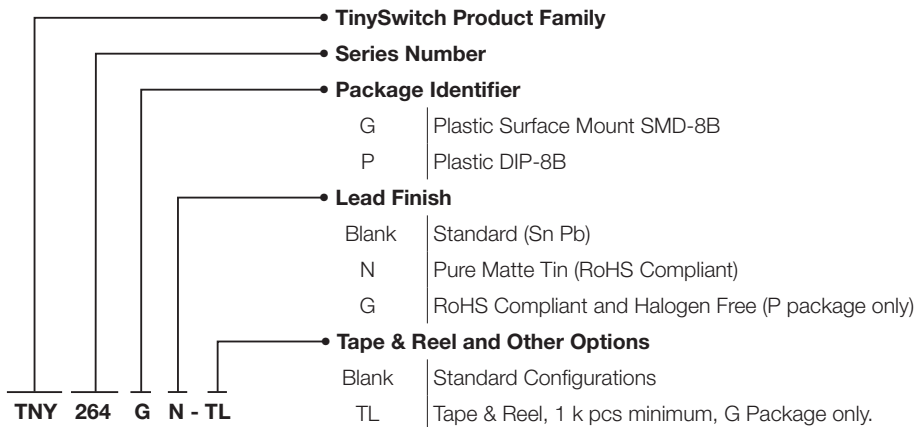 TinySwitch Product Family
Series Number
Package Identifier
G Plastic Surface Mount SMD-8B
P Plastic DIP-8B
Lead Finish
Blank Standard (Sn Pb)
N Pure Matte Tin (RoHS Compliant)
G RoHS Compliant and Halogen Free (P package only)
Tape & Reel and Other Options
Blank Standard Configurations
TNY 264 G N - TL TL Tape & Reel, 1 k pcs minimum, G Package only.